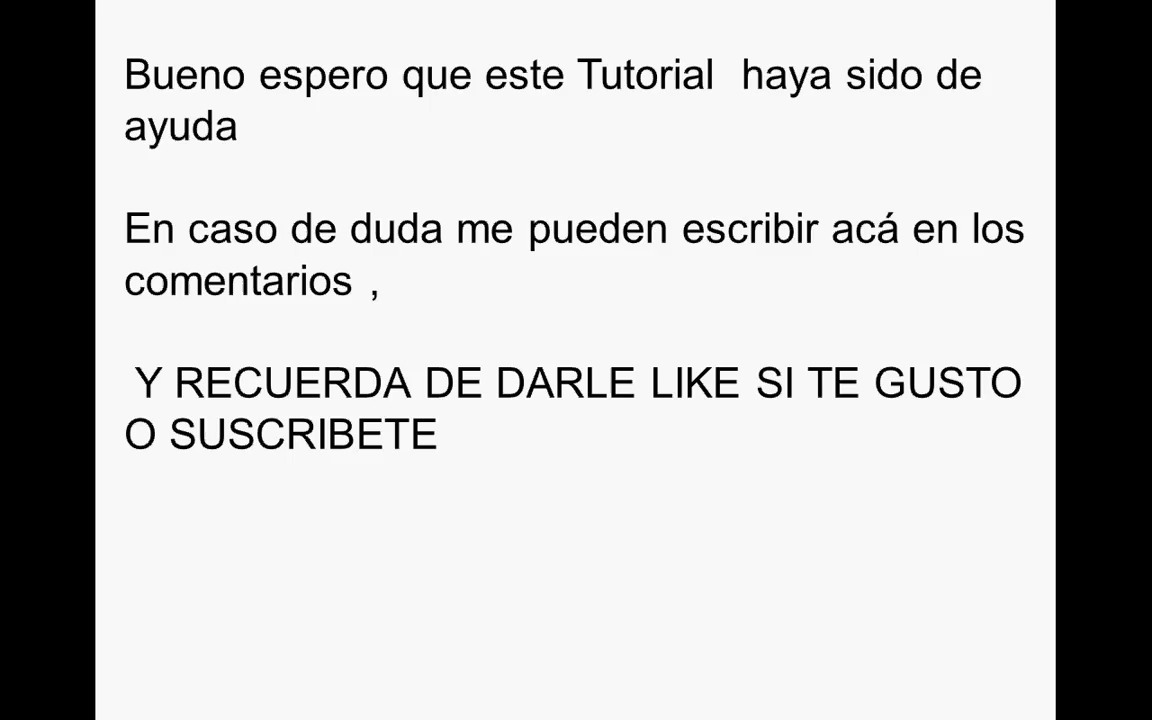 Bueno espero que este Tutorial  haya sido de
ayuda
En caso de duda me pueden escribir acá en los
comentarios ,
Y RECUERDA DE DARLE LIKE SI TE GUSTO
O SUSCRIBETE